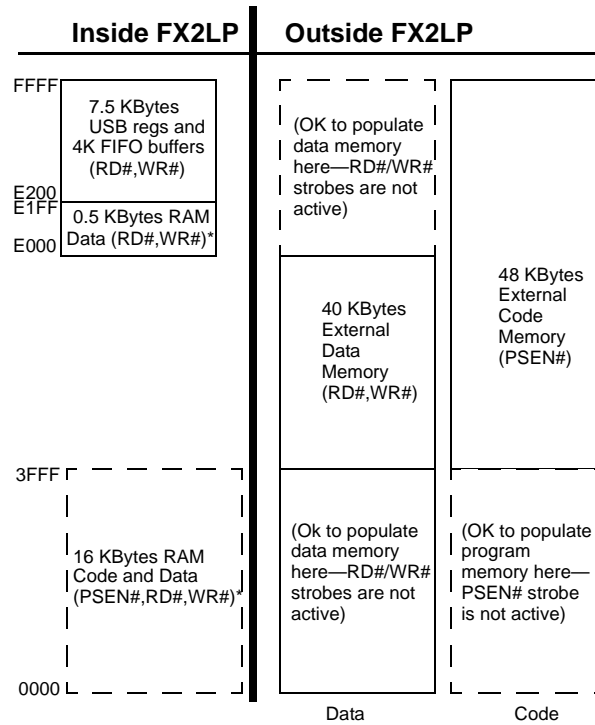 Inside FX2LP
Outside FX2LP
FFFF
7.5 KBytes
USB regs and
4K FIFO buffers
(RD#,WR#)
E200
E1FF
0.5 KBytes RAM
Data (RD#,WR#)*
E000
(OK to populate
data memory
here—RD#/WR#
strobes are not
active)
40 KBytes
External
Data
Memory
(RD#,WR#)
48 KBytes
External
Code
Memory
(PSEN#)
3FFF
16 KBytes RAM
Code and Data
(PSEN#,RD#,WR#)*
(Ok to populate
data memory
here—RD#/WR#
strobes are not
active)
(OK to populate
program
memory here—
PSEN# strobe
is not active)
0000
Data
Code